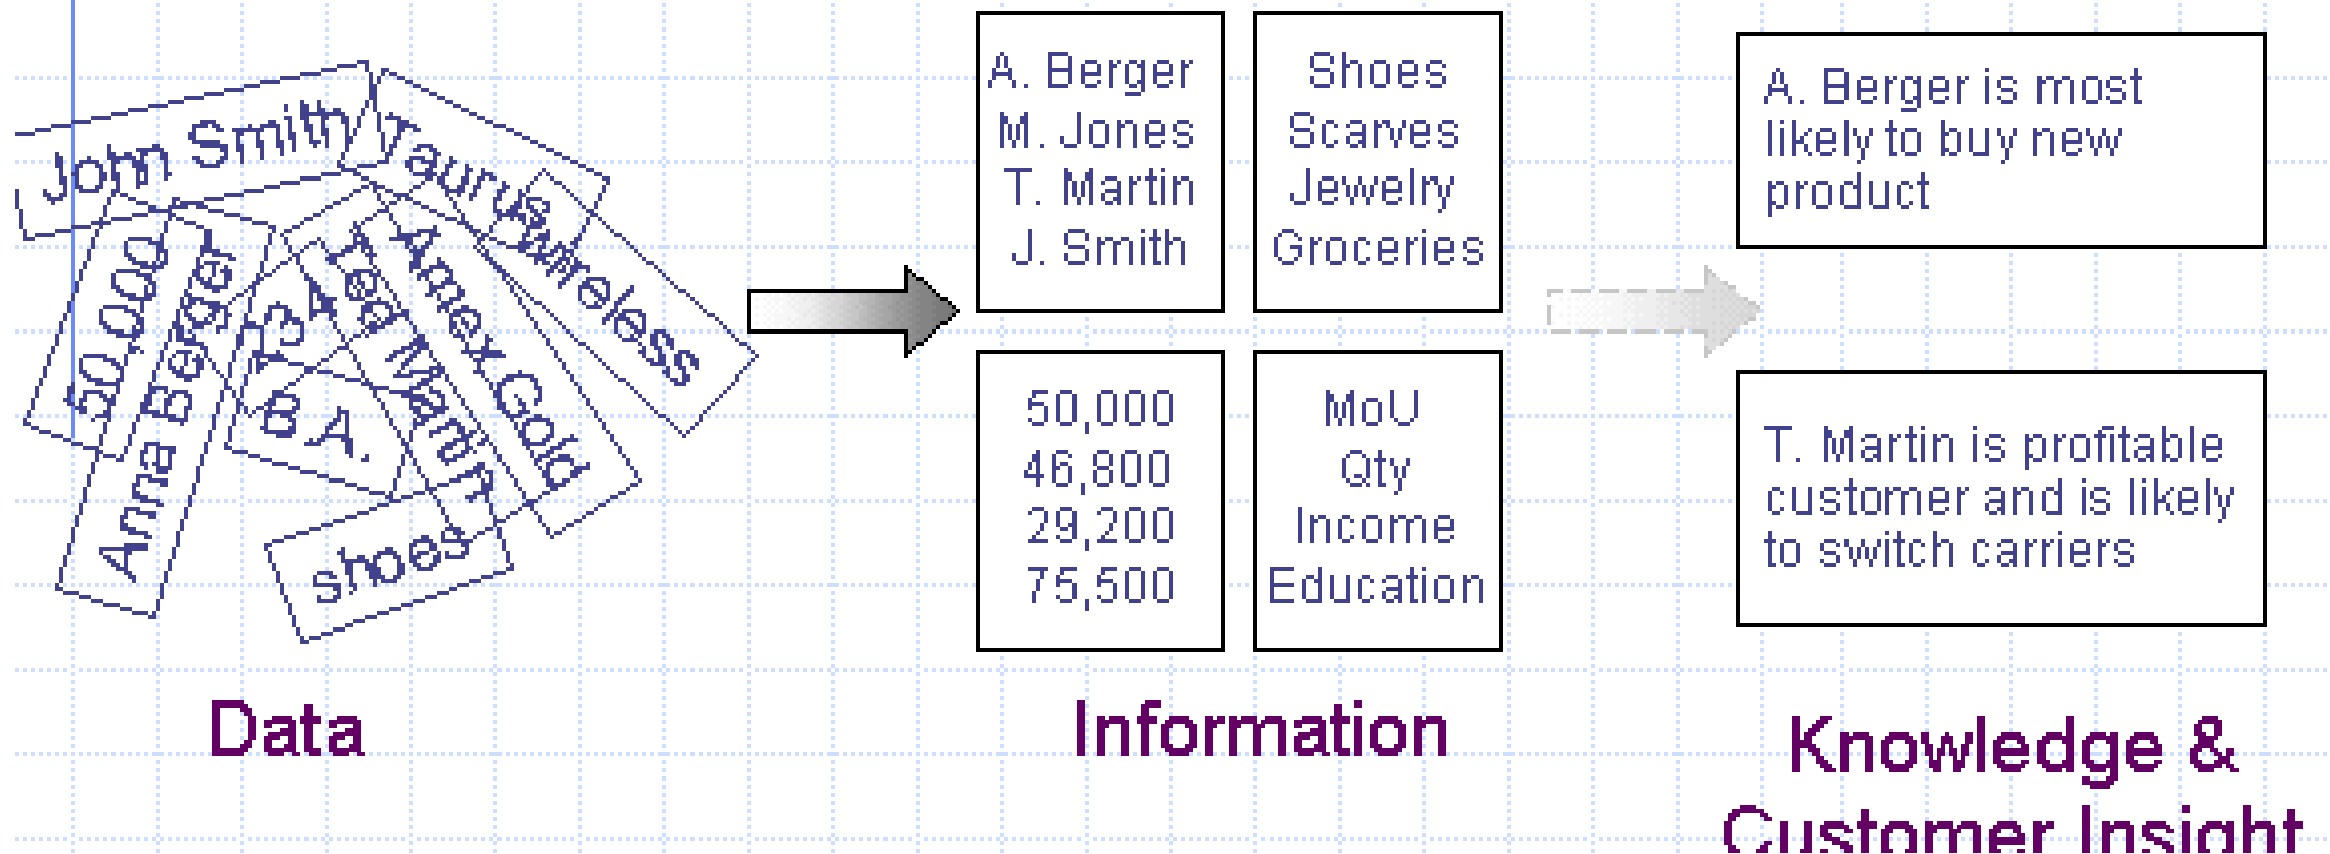 John Smith
Taurus
wireless
50,000
Anna Berger
Ted Martin
Amex Gold
B.A.
shoes
A. Berger
M. Jones
T. Martin
J. Smith
Shoes
Scarves
Jewelry
Groceries
50,000
46,800
29,200
75,500
MoU
Qty
Income
Education
A. Berger is most
likely to buy new
product
T. Martin is profitable
customer and is likely
to switch carriers
Data
Information
Knowledge &
Customer Insight